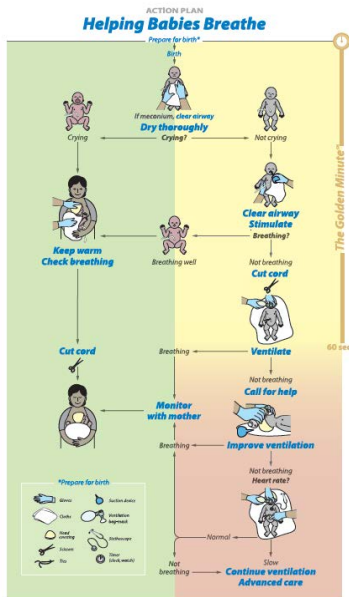 ACTION PLAN
Helping Babies Breathe
Prepare for birth*
Birth
If meconium, clear airway
Dry thoroughly
Crying
Crying?
Not crying
Clear airway
Stimulate
Breathing?
Keep warm
Check breathing
Breathing well
Not breathing
Cut cord
The Golden Minute
60 sec
Cut cord
Breathing
Ventilate
Not breathing
Call for help
Monitor
with mother
Breathing
Improve ventilation
Not breathing
Heart rate?
*Prepare for birth
Gloves
Suction device
Cloths
Ventilation
bag-mask
Head
covering
Stethoscope
Scissors
Timer
(clock, watch)
Ties
Normal
Slow
Not
breathing
Continue ventilation
Advanced care